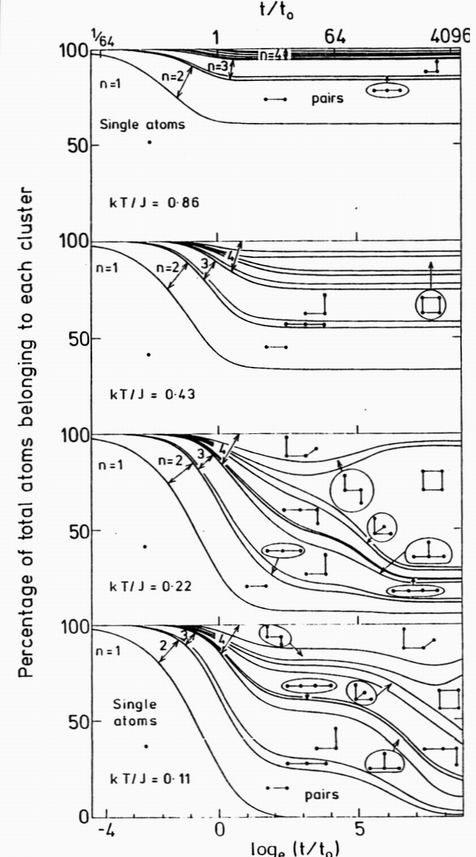 t/t₀
1/64 1 64 4096
Percentage of total atoms belonging to each cluster
100
n=1
n=2
n=3
n=4
pairs
Single atoms
50
kT/J = 0·86
100
n=1
n=2
3
4
50
kT/J = 0·43
100
n=1
n=2
3
4
50
kT/J = 0·22
100
n=1
2
3
4
50
Single
atoms
kT/J = 0·11
pairs
0
-4 0 5
logₑ (t/t₀)